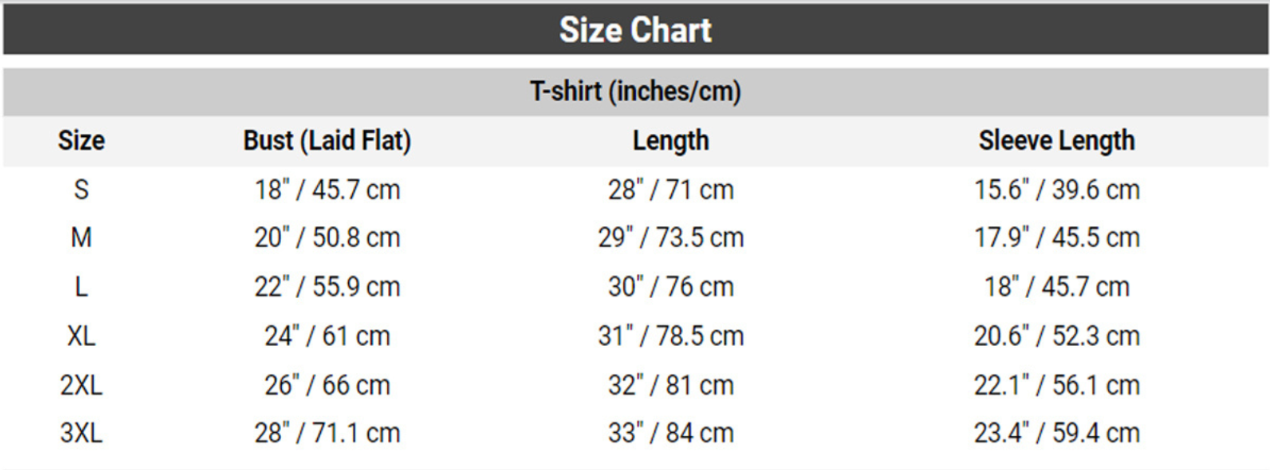 Size Chart
T-shirt (inches/cm)
Size Bust (Laid Flat) Length Sleeve Length
S 18" / 45.7 cm 28" / 71 cm 15.6" / 39.6 cm
M 20" / 50.8 cm 29" / 73.5 cm 17.9" / 45.5 cm
L 22" / 55.9 cm 30" / 76 cm 18" / 45.7 cm
XL 24" / 61 cm 31" / 78.5 cm 20.6" / 52.3 cm
2XL 26" / 66 cm 32" / 81 cm 22.1" / 56.1 cm
3XL 28" / 71.1 cm 33" / 84 cm 23.4" / 59.4 cm